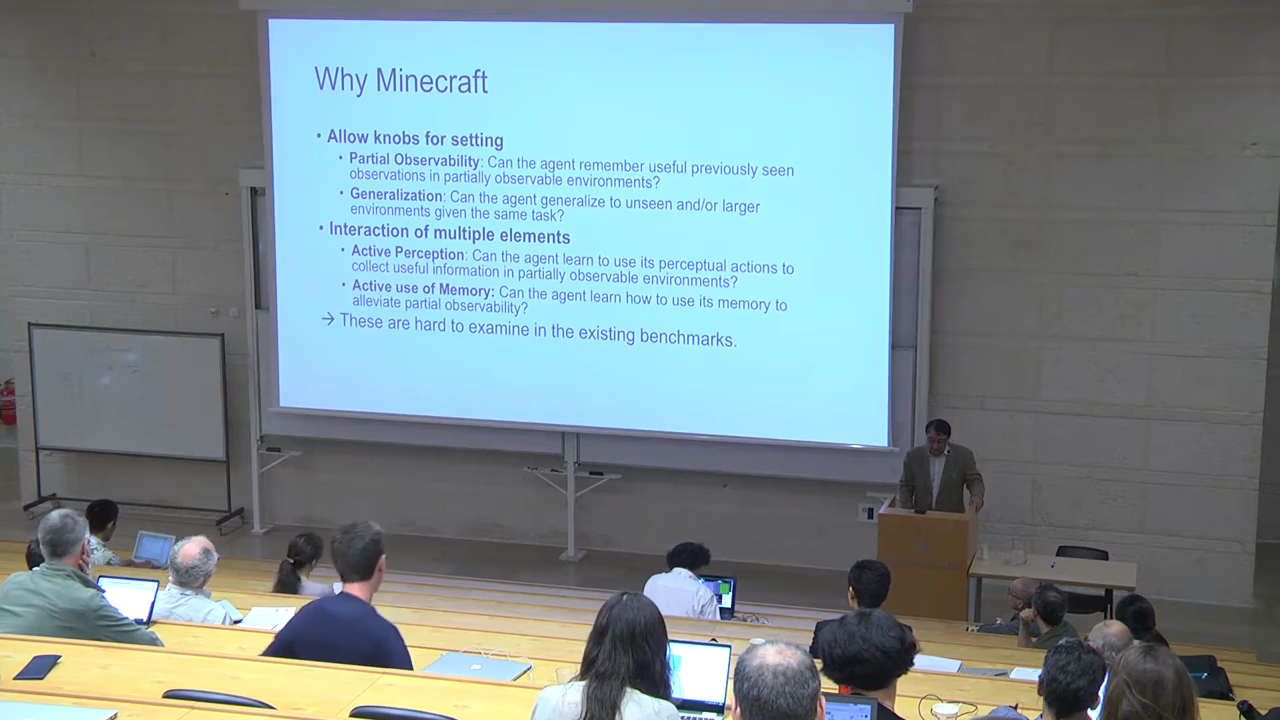 Why Minecraft
• Allow knobs for setting
• Partial Observability: Can the agent remember useful previously seen
observations in partially observable environments?
• Generalization: Can the agent generalize to unseen and/or larger
environments given the same task?
• Interaction of multiple elements
• Active Perception: Can the agent learn to use its perceptual actions to
collect useful information in partially observable environments?
• Active use of Memory: Can the agent learn how to use its memory to
alleviate partial observability?
→ These are hard to examine in the existing benchmarks.